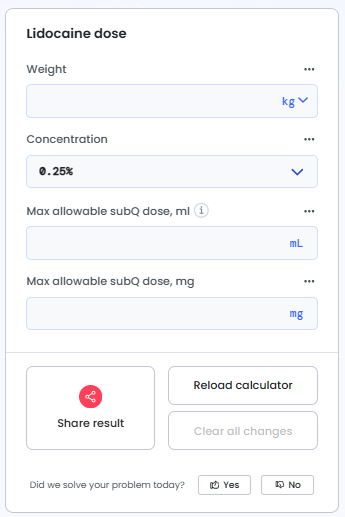 Lidocaine dose
Weight ...
kg
Concentration ...
0.25%
Max allowable subQ dose, ml i ...
mL
Max allowable subQ dose, mg ...
mg
Share result
Reload calculator
Clear all changes
Did we solve your problem today? Yes No